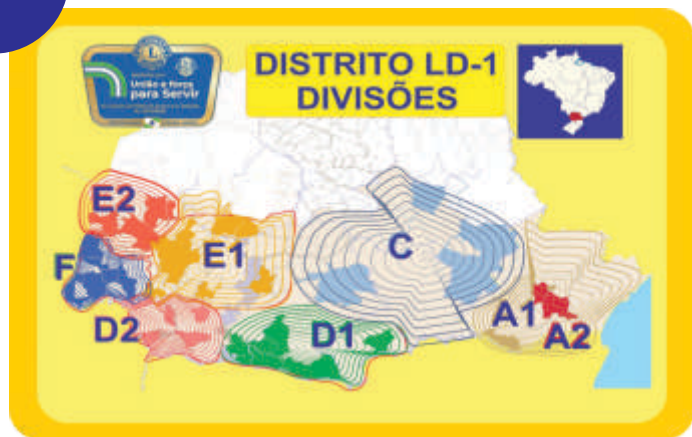 União e força
para Servir
DISTRITO LD-1
DIVISÕES
E2
E1
C
F
D2
D1
A1
A2